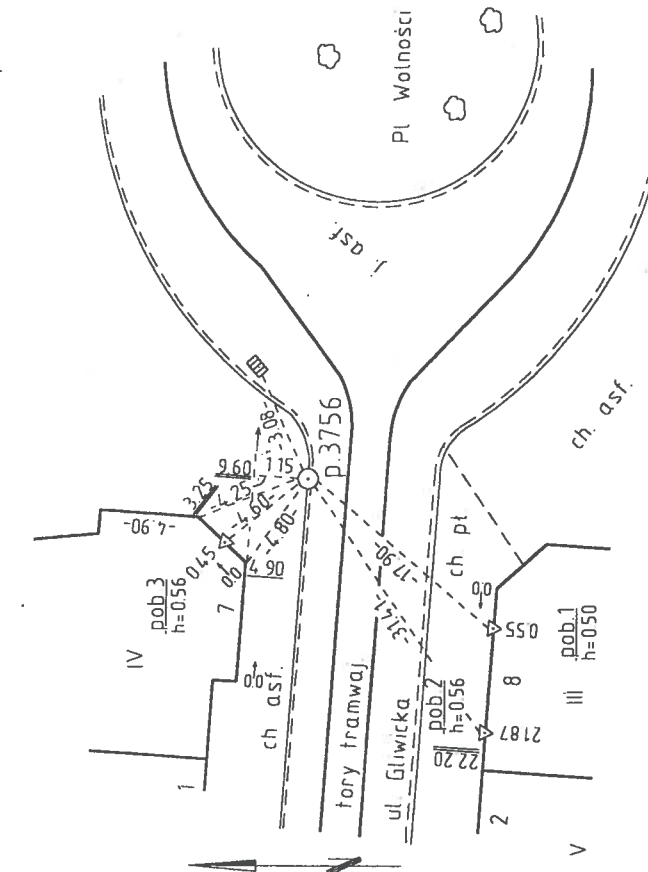 Pl Wolności
j. asf.
3.08
p.3756
1.15
9.60
4.25
3.25
4.60
4.80
-4.90-
0.45
0.0
4.90
7
pob 3
h=0.56
IV
0.0
ch asf.
1
tory tramwaj
ul. Gliwicka
17.90
31.41
ch pt
ch. asf.
0.0
0.55
pob.1
h=0.50
8
III
pob 2
h=0.56
21.87
22.20
2
V